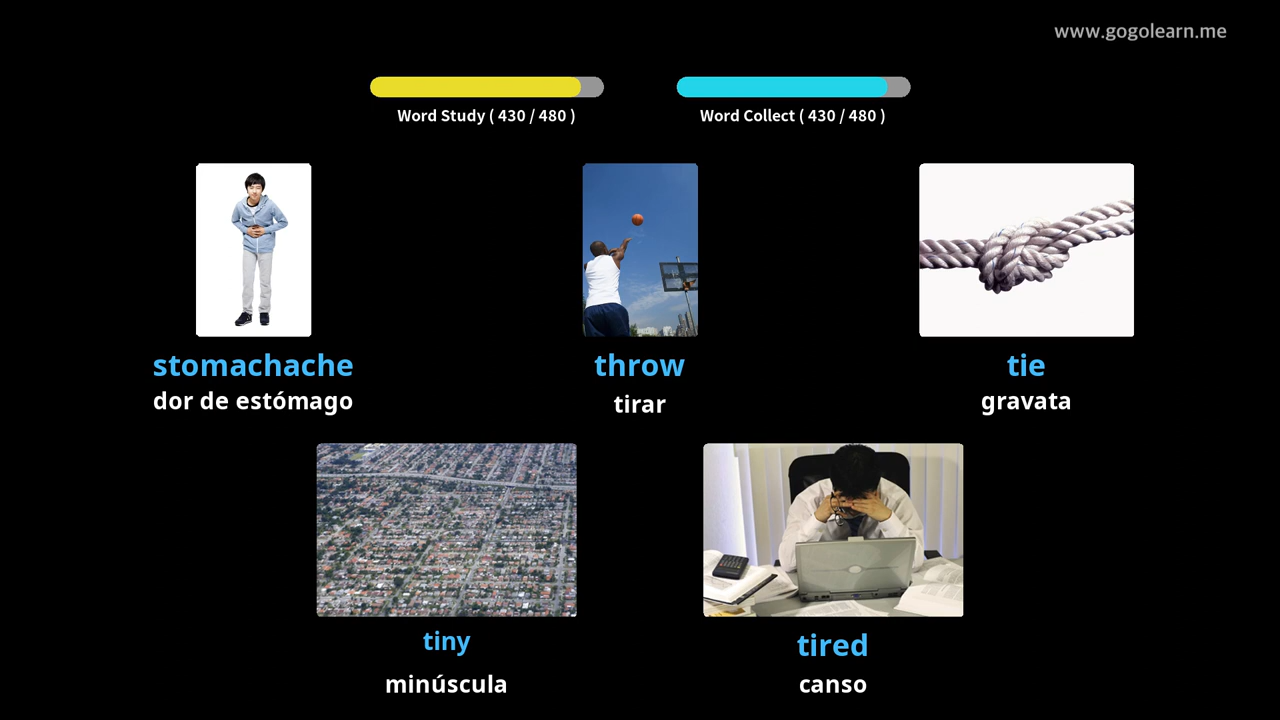 www.gogolearn.me
Word Study ( 430 / 480 )
Word Collect ( 430 / 480 )
stomachache
dor de estómago
throw
tirar
tie
gravata
tiny
minúscula
tired
canso